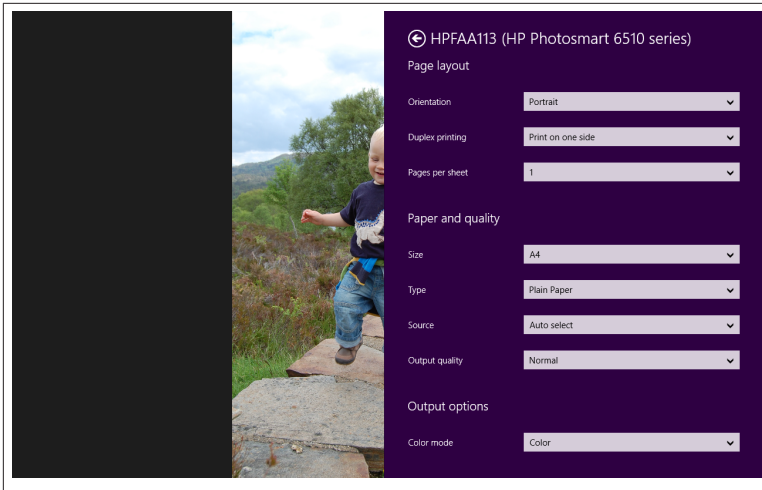 HPFAA113 (HP Photosmart 6510 series)
Page layout
Orientation Portrait
Duplex printing Print on one side
Pages per sheet 1
Paper and quality
Size A4
Type Plain Paper
Source Auto select
Output quality Normal
Output options
Color mode Color